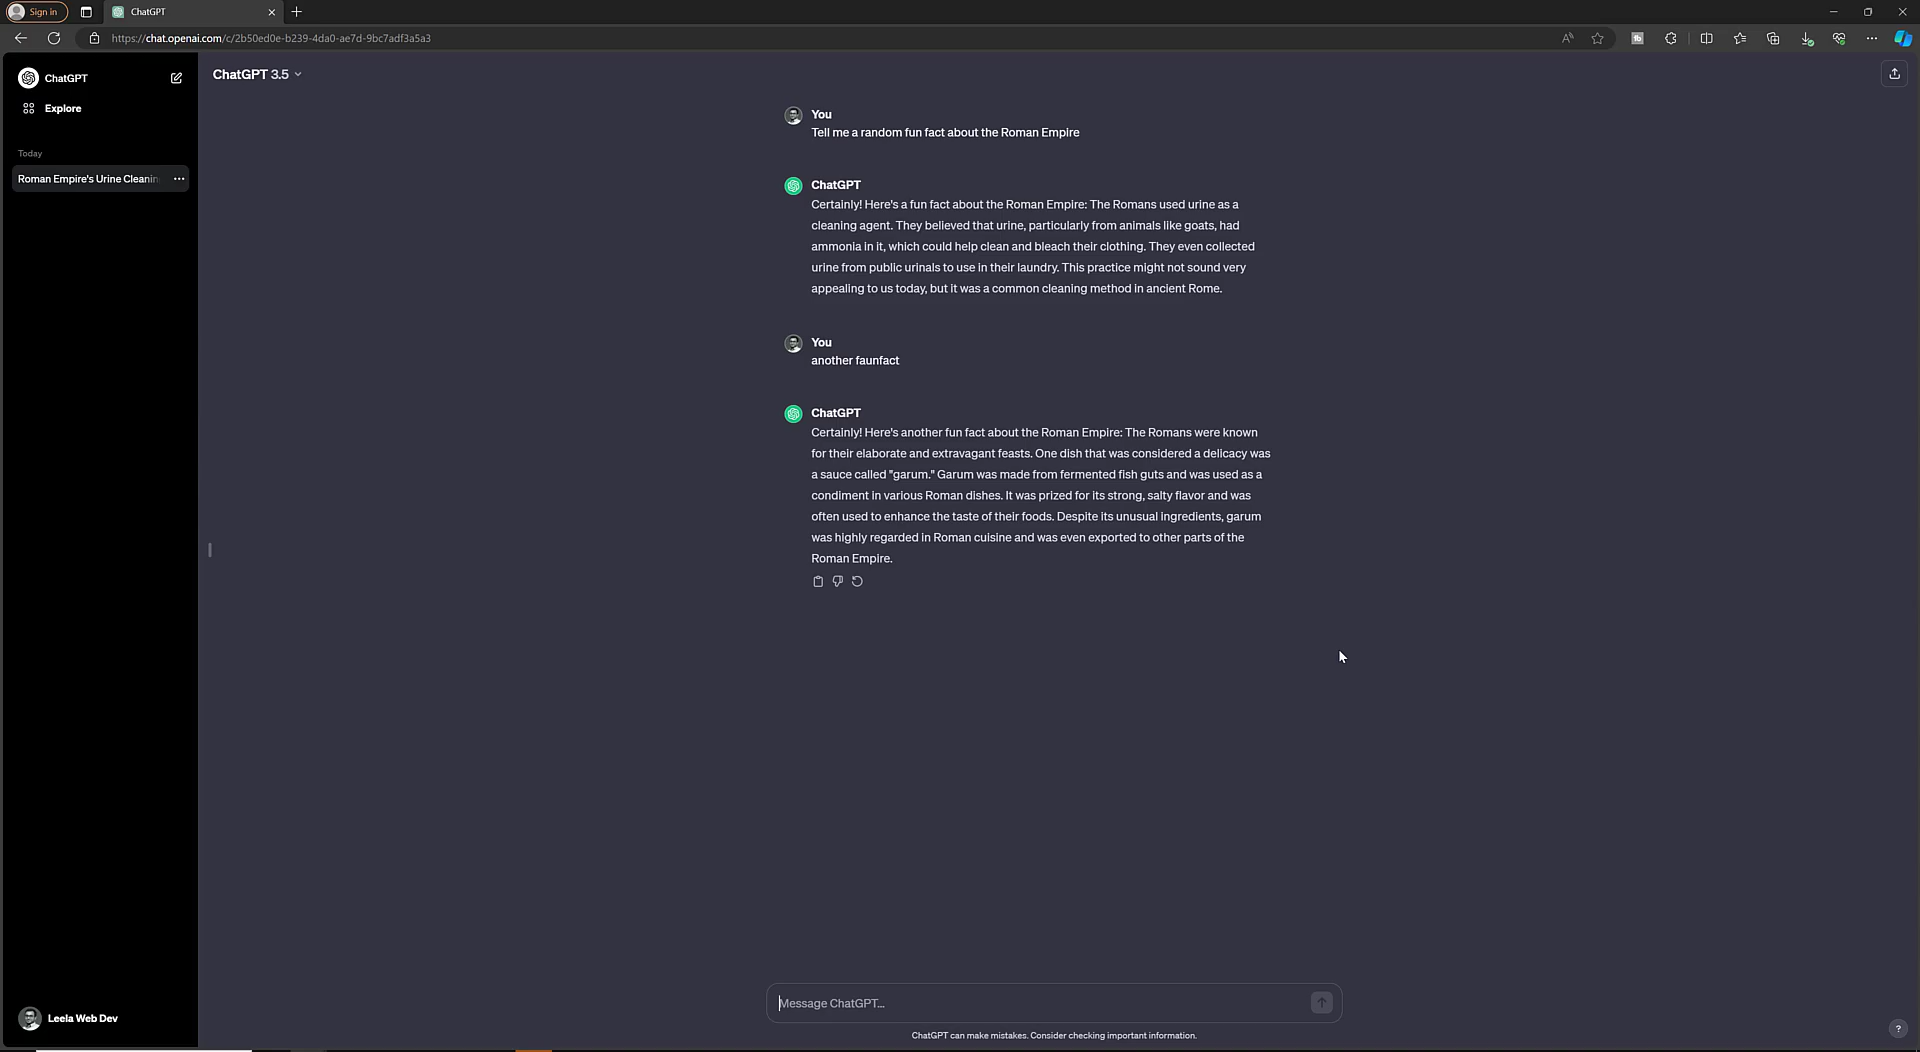 Sign in
ChatGPT
https://chat.openai.com/c/2b50ed0e-b239-4da0-ae7d-9bc7adf3a5a3
ChatGPT
Explore
Today
Roman Empire's Urine Cleanin
Leela Web Dev
ChatGPT 3.5
You
Tell me a random fun fact about the Roman Empire
ChatGPT
Certainly! Here's a fun fact about the Roman Empire: The Romans used urine as a
cleaning agent. They believed that urine, particularly from animals like goats, had
ammonia in it, which could help clean and bleach their clothing. They even collected
urine from public urinals to use in their laundry. This practice might not sound very
appealing to us today, but it was a common cleaning method in ancient Rome.
You
another faunfact
ChatGPT
Certainly! Here's another fun fact about the Roman Empire: The Romans were known
for their elaborate and extravagant feasts. One dish that was considered a delicacy was
a sauce called "garum." Garum was made from fermented fish guts and was used as a
condiment in various Roman dishes. It was prized for its strong, salty flavor and was
often used to enhance the taste of their foods. Despite its unusual ingredients, garum
was highly regarded in Roman cuisine and was even exported to other parts of the
Roman Empire.
Message ChatGPT...
ChatGPT can make mistakes. Consider checking important information.
?